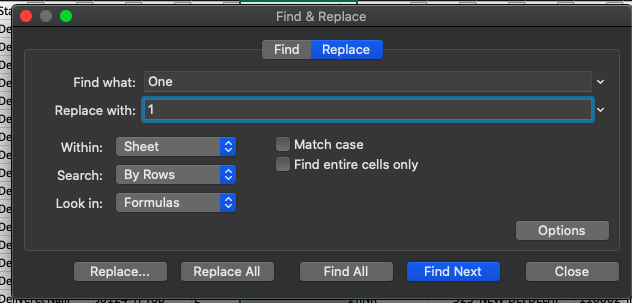 Find & Replace
Find Replace
Find what: One
Replace with: 1
Within: Sheet
Match case
Find entire cells only
Search: By Rows
Look in: Formulas
Options
Replace... Replace All Find All Find Next Close